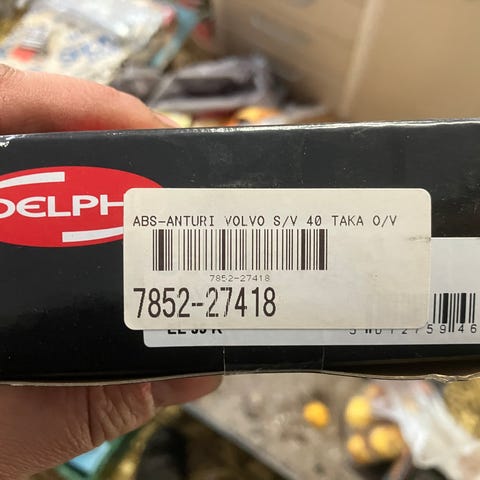 DELPH
ABS-ANTURI VOLVO S/V 40 TAKA O/V
7852-27418
7852-27418